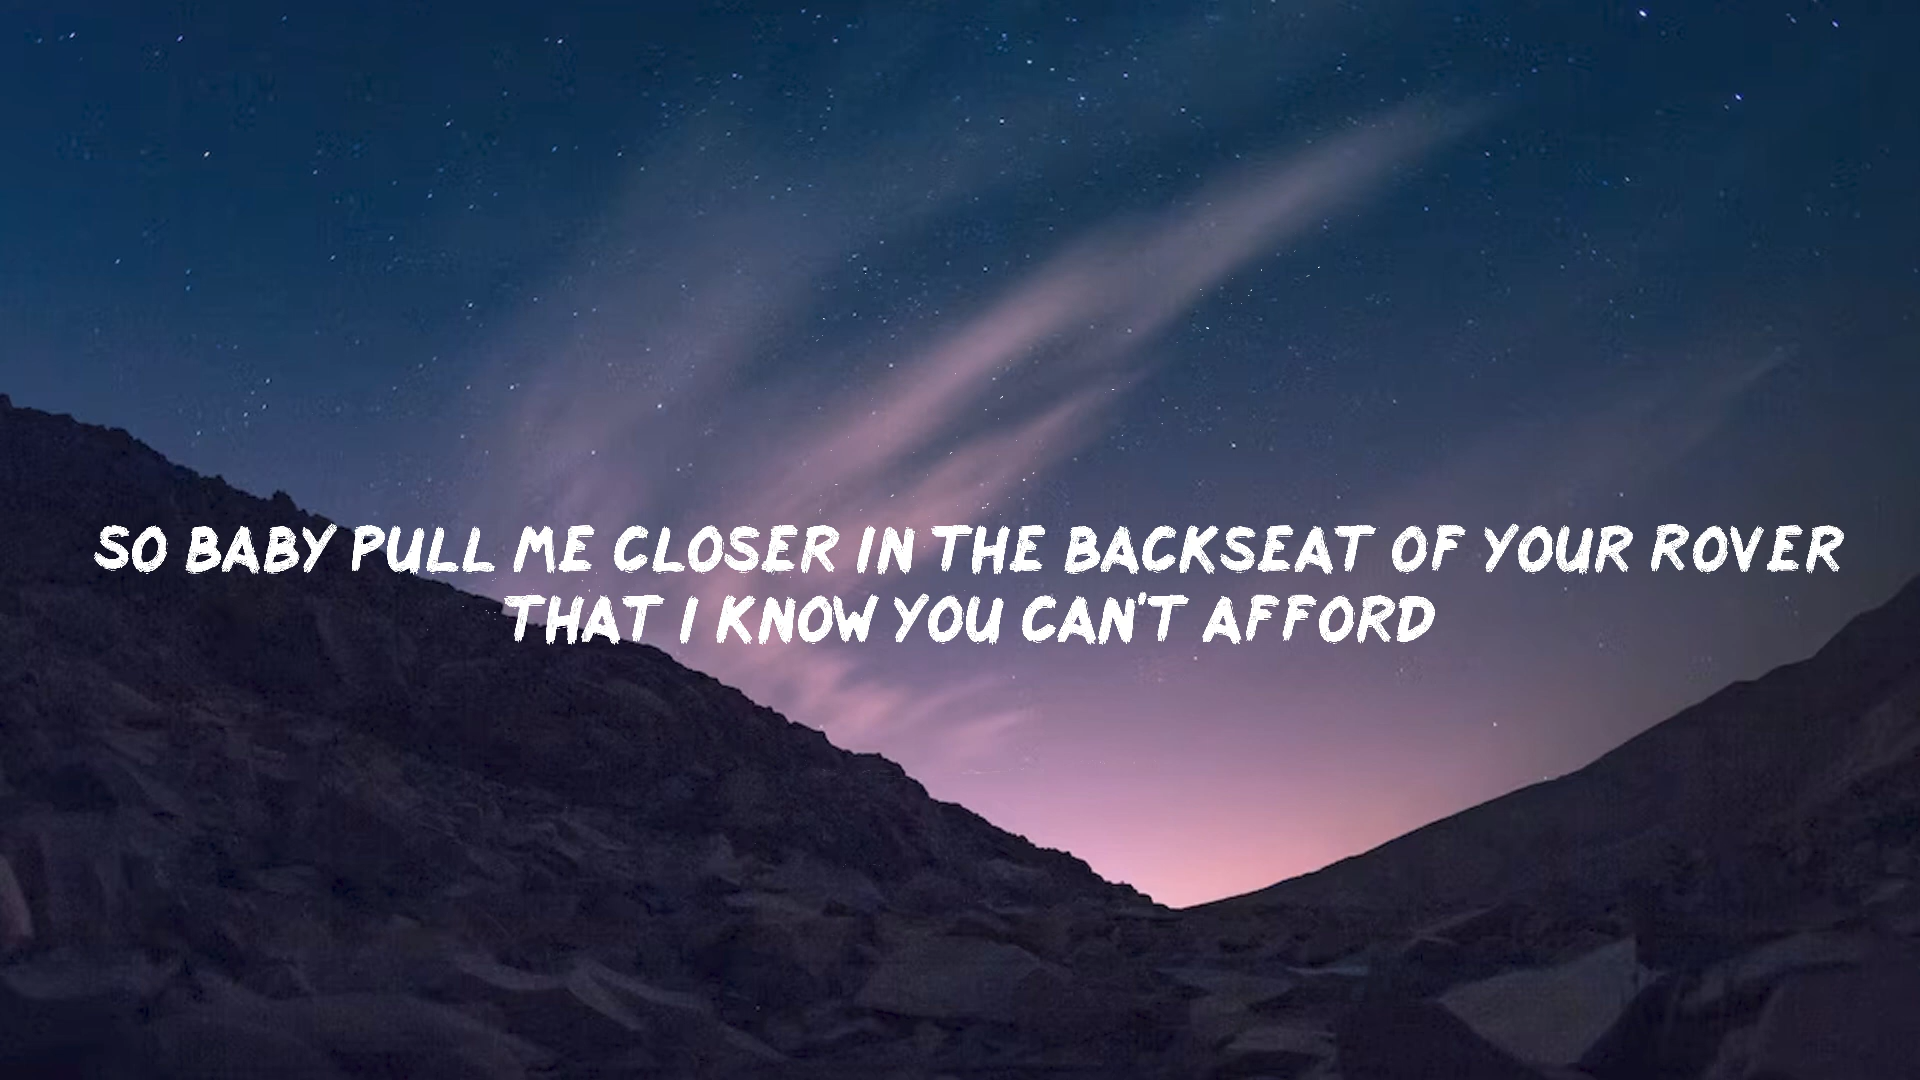 SO BABY PULL ME CLOSER IN THE BACKSEAT OF YOUR ROVER
THAT I KNOW YOU CAN'T AFFORD